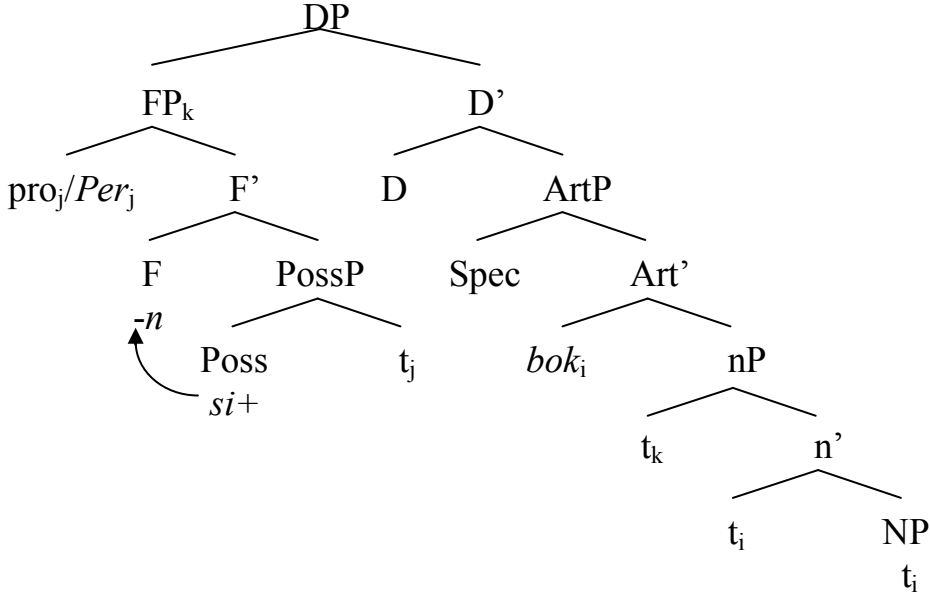 DP
FPk D’
proj/Perj F’ D ArtP
F PossP Spec Art’
-n
Poss tj boki nP
si+
tk n’
ti NP
ti